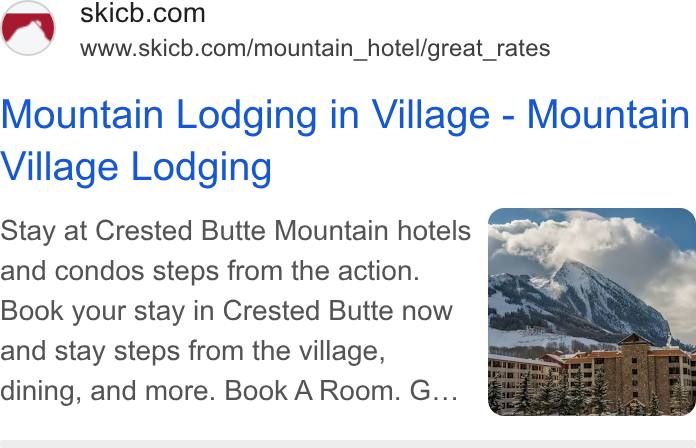 skicb.com
www.skicb.com/mountain_hotel/great_rates
Mountain Lodging in Village - Mountain
Village Lodging
Stay at Crested Butte Mountain hotels
and condos steps from the action.
Book your stay in Crested Butte now
and stay steps from the village,
dining, and more. Book A Room. G…